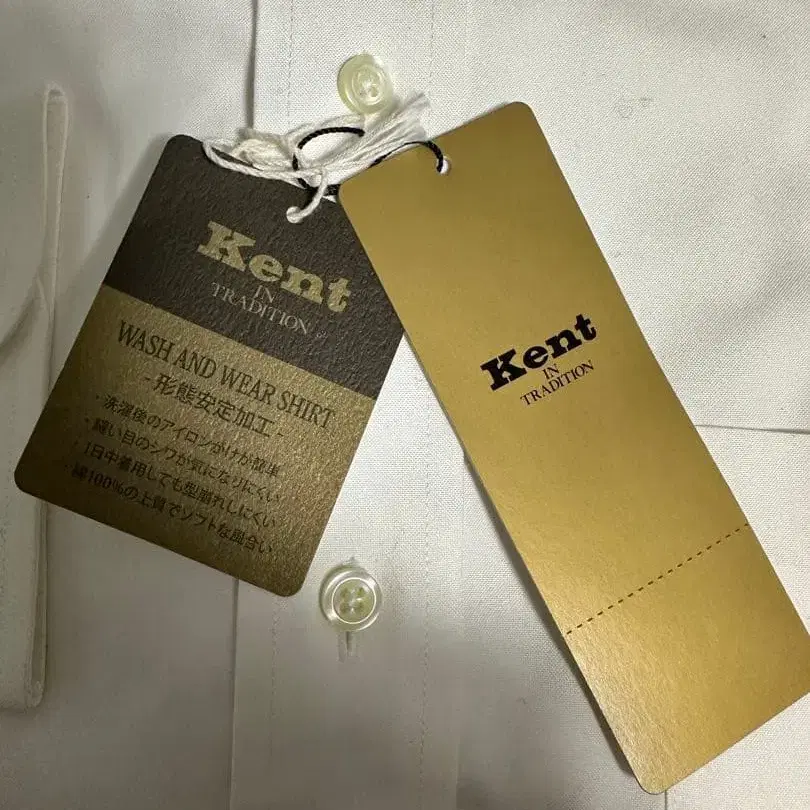 Kent
IN
TRADITION
WASH AND WEAR SHIRT
- 形態安定加工 -
・洗濯後のアイロンがけが簡単
・縫い目のシワが気になりにくい
・1日中着用しても型崩れしにくい
・綿100%の上質でソフトな風合い
Kent
IN
TRADITION